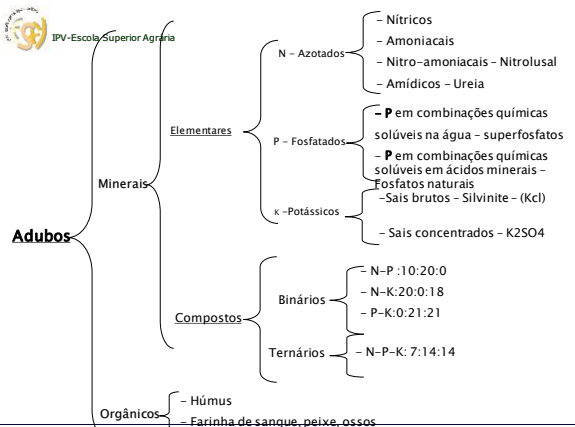 IPV-Escola Superior Agrária
Adubos
Minerais
Elementares
N – Azotados
– Nítricos
– Amoniacais
– Nitro-amoniacais – Nitrolusal
– Amídicos – Ureia
P – Fosfatados
– P em combinações químicas
solúveis na água – superfosfatos
– P em combinações químicas
solúveis em ácidos minerais –
Fosfatos naturais
K –Potássicos
–Sais brutos – Silvinite – (Kcl)
– Sais concentrados – K2SO4
Compostos
Binários
– N-P :10:20:0
– N-K:20:0:18
– P-K:0:21:21
Ternários
– N-P-K: 7:14:14
Orgânicos
– Húmus
– Farinha de sangue, peixe, ossos